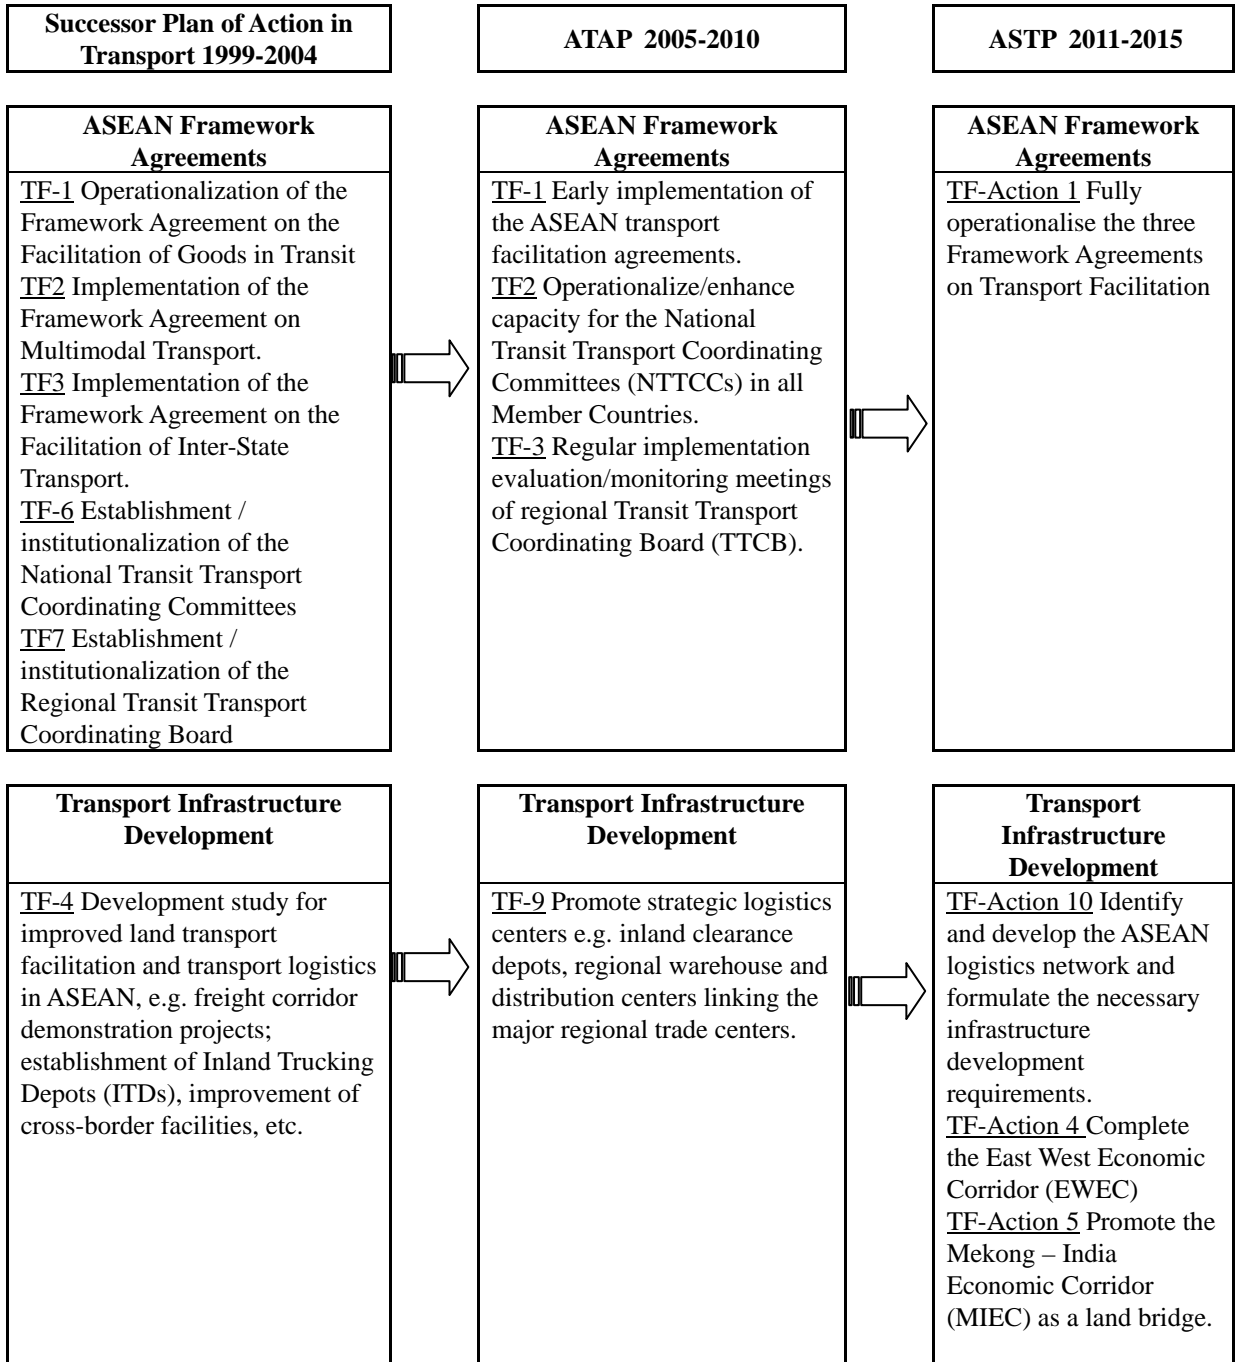 Successor Plan of Action in
Transport 1999-2004
ATAP 2005-2010
ASTP 2011-2015
ASEAN Framework
Agreements
TF-1 Operationalization of the
Framework Agreement on the
Facilitation of Goods in Transit
TF2 Implementation of the
Framework Agreement on
Multimodal Transport.
TF3 Implementation of the
Framework Agreement on the
Facilitation of Inter-State
Transport.
TF-6 Establishment /
institutionalization of the
National Transit Transport
Coordinating Committees
TF7 Establishment /
institutionalization of the
Regional Transit Transport
Coordinating Board
ASEAN Framework
Agreements
TF-1 Early implementation of
the ASEAN transport
facilitation agreements.
TF2 Operationalize/enhance
capacity for the National
Transit Transport Coordinating
Committees (NTTCCs) in all
Member Countries.
TF-3 Regular implementation
evaluation/monitoring meetings
of regional Transit Transport
Coordinating Board (TTCB).
ASEAN Framework
Agreements
TF-Action 1 Fully
operationalise the three
Framework Agreements
on Transport Facilitation
Transport Infrastructure
Development
TF-4 Development study for
improved land transport
facilitation and transport logistics
in ASEAN, e.g. freight corridor
demonstration projects;
establishment of Inland Trucking
Depots (ITDs), improvement of
cross-border facilities, etc.
Transport Infrastructure
Development
TF-9 Promote strategic logistics
centers e.g. inland clearance
depots, regional warehouse and
distribution centers linking the
major regional trade centers.
Transport
Infrastructure
Development
TF-Action 10 Identify
and develop the ASEAN
logistics network and
formulate the necessary
infrastructure
development
requirements.
TF-Action 4 Complete
the East West Economic
Corridor (EWEC)
TF-Action 5 Promote the
Mekong – India
Economic Corridor
(MIEC) as a land bridge.